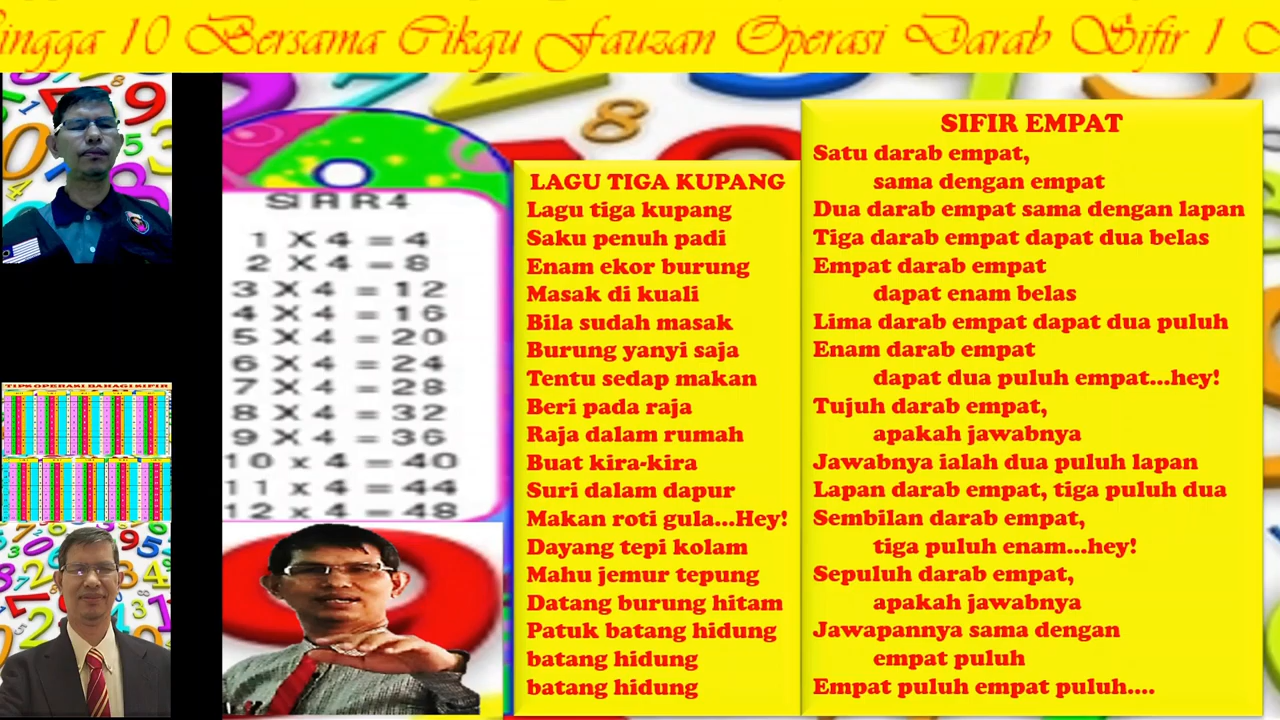 ingga 10 Bersama Cikgu Fauzan Operasi Darab Sifir 1
TIPS OPERASI BAHAGI SIFIR
1 X 4 = 4
2 X 4 = 8
3 X 4 = 12
4 X 4 = 16
5 X 4 = 20
6 X 4 = 24
7 X 4 = 28
8 X 4 = 32
9 X 4 = 36
10 x 4 = 40
11 x 4 = 44
12 x 4 = 48
LAGU TIGA KUPANG
Lagu tiga kupang
Saku penuh padi
Enam ekor burung
Masak di kuali
Bila sudah masak
Burung yanyi saja
Tentu sedap makan
Beri pada raja
Raja dalam rumah
Buat kira-kira
Suri dalam dapur
Makan roti gula...Hey!
Dayang tepi kolam
Mahu jemur tepung
Datang burung hitam
Patuk batang hidung
batang hidung
batang hidung
SIFIR EMPAT
Satu darab empat,
sama dengan empat
Dua darab empat sama dengan lapan
Tiga darab empat dapat dua belas
Empat darab empat
dapat enam belas
Lima darab empat dapat dua puluh
Enam darab empat
dapat dua puluh empat...hey!
Tujuh darab empat,
apakah jawabnya
Jawabnya ialah dua puluh lapan
Lapan darab empat, tiga puluh dua
Sembilan darab empat,
tiga puluh enam...hey!
Sepuluh darab empat,
apakah jawabnya
Jawapannya sama dengan
empat puluh
Empat puluh empat puluh....